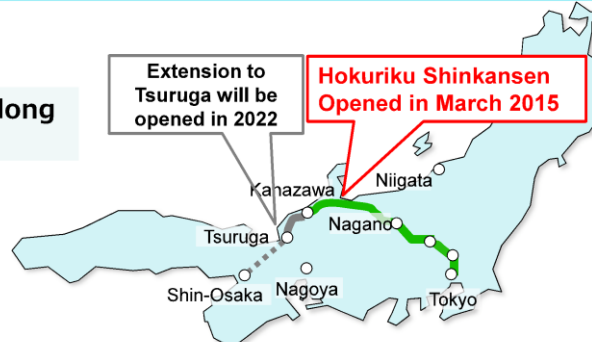 long
Extension to
Tsuruga will be
opened in 2022
Hokuriku Shinkansen
Opened in March 2015
Kanazawa
Niigata
Nagano
Tsuruga
Shin-Osaka
Nagoya
Tokyo